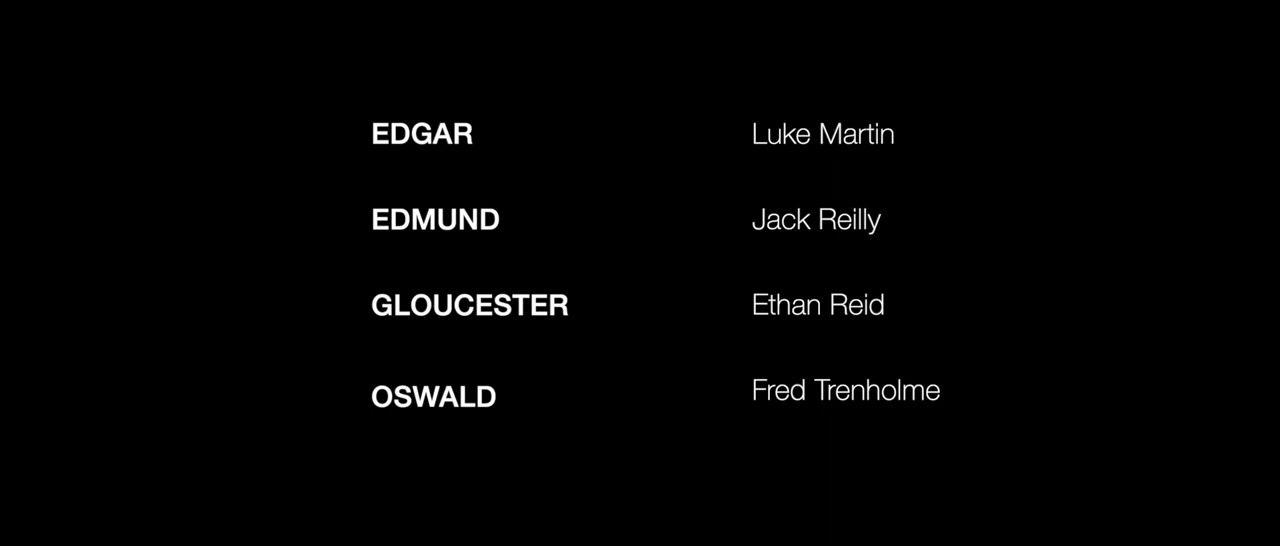 EDGAR Luke Martin
EDMUND Jack Reilly
GLOUCESTER Ethan Reid
OSWALD Fred Trenholme